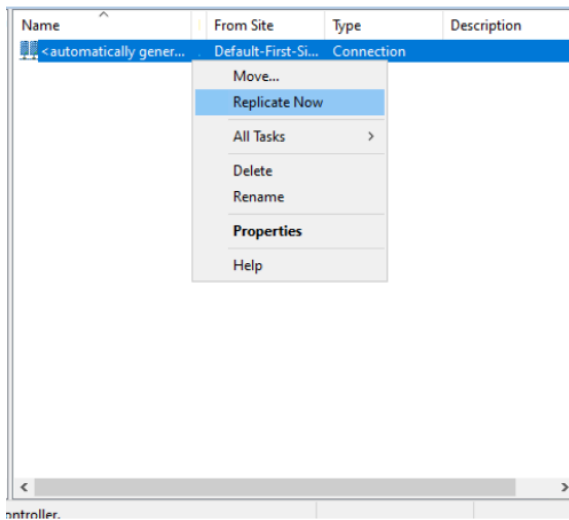 Name From Site Type Description
<automatically gener... Default-First-Si... Connection
Move...
Replicate Now
All Tasks
Delete
Rename
Properties
Help
ontroller.